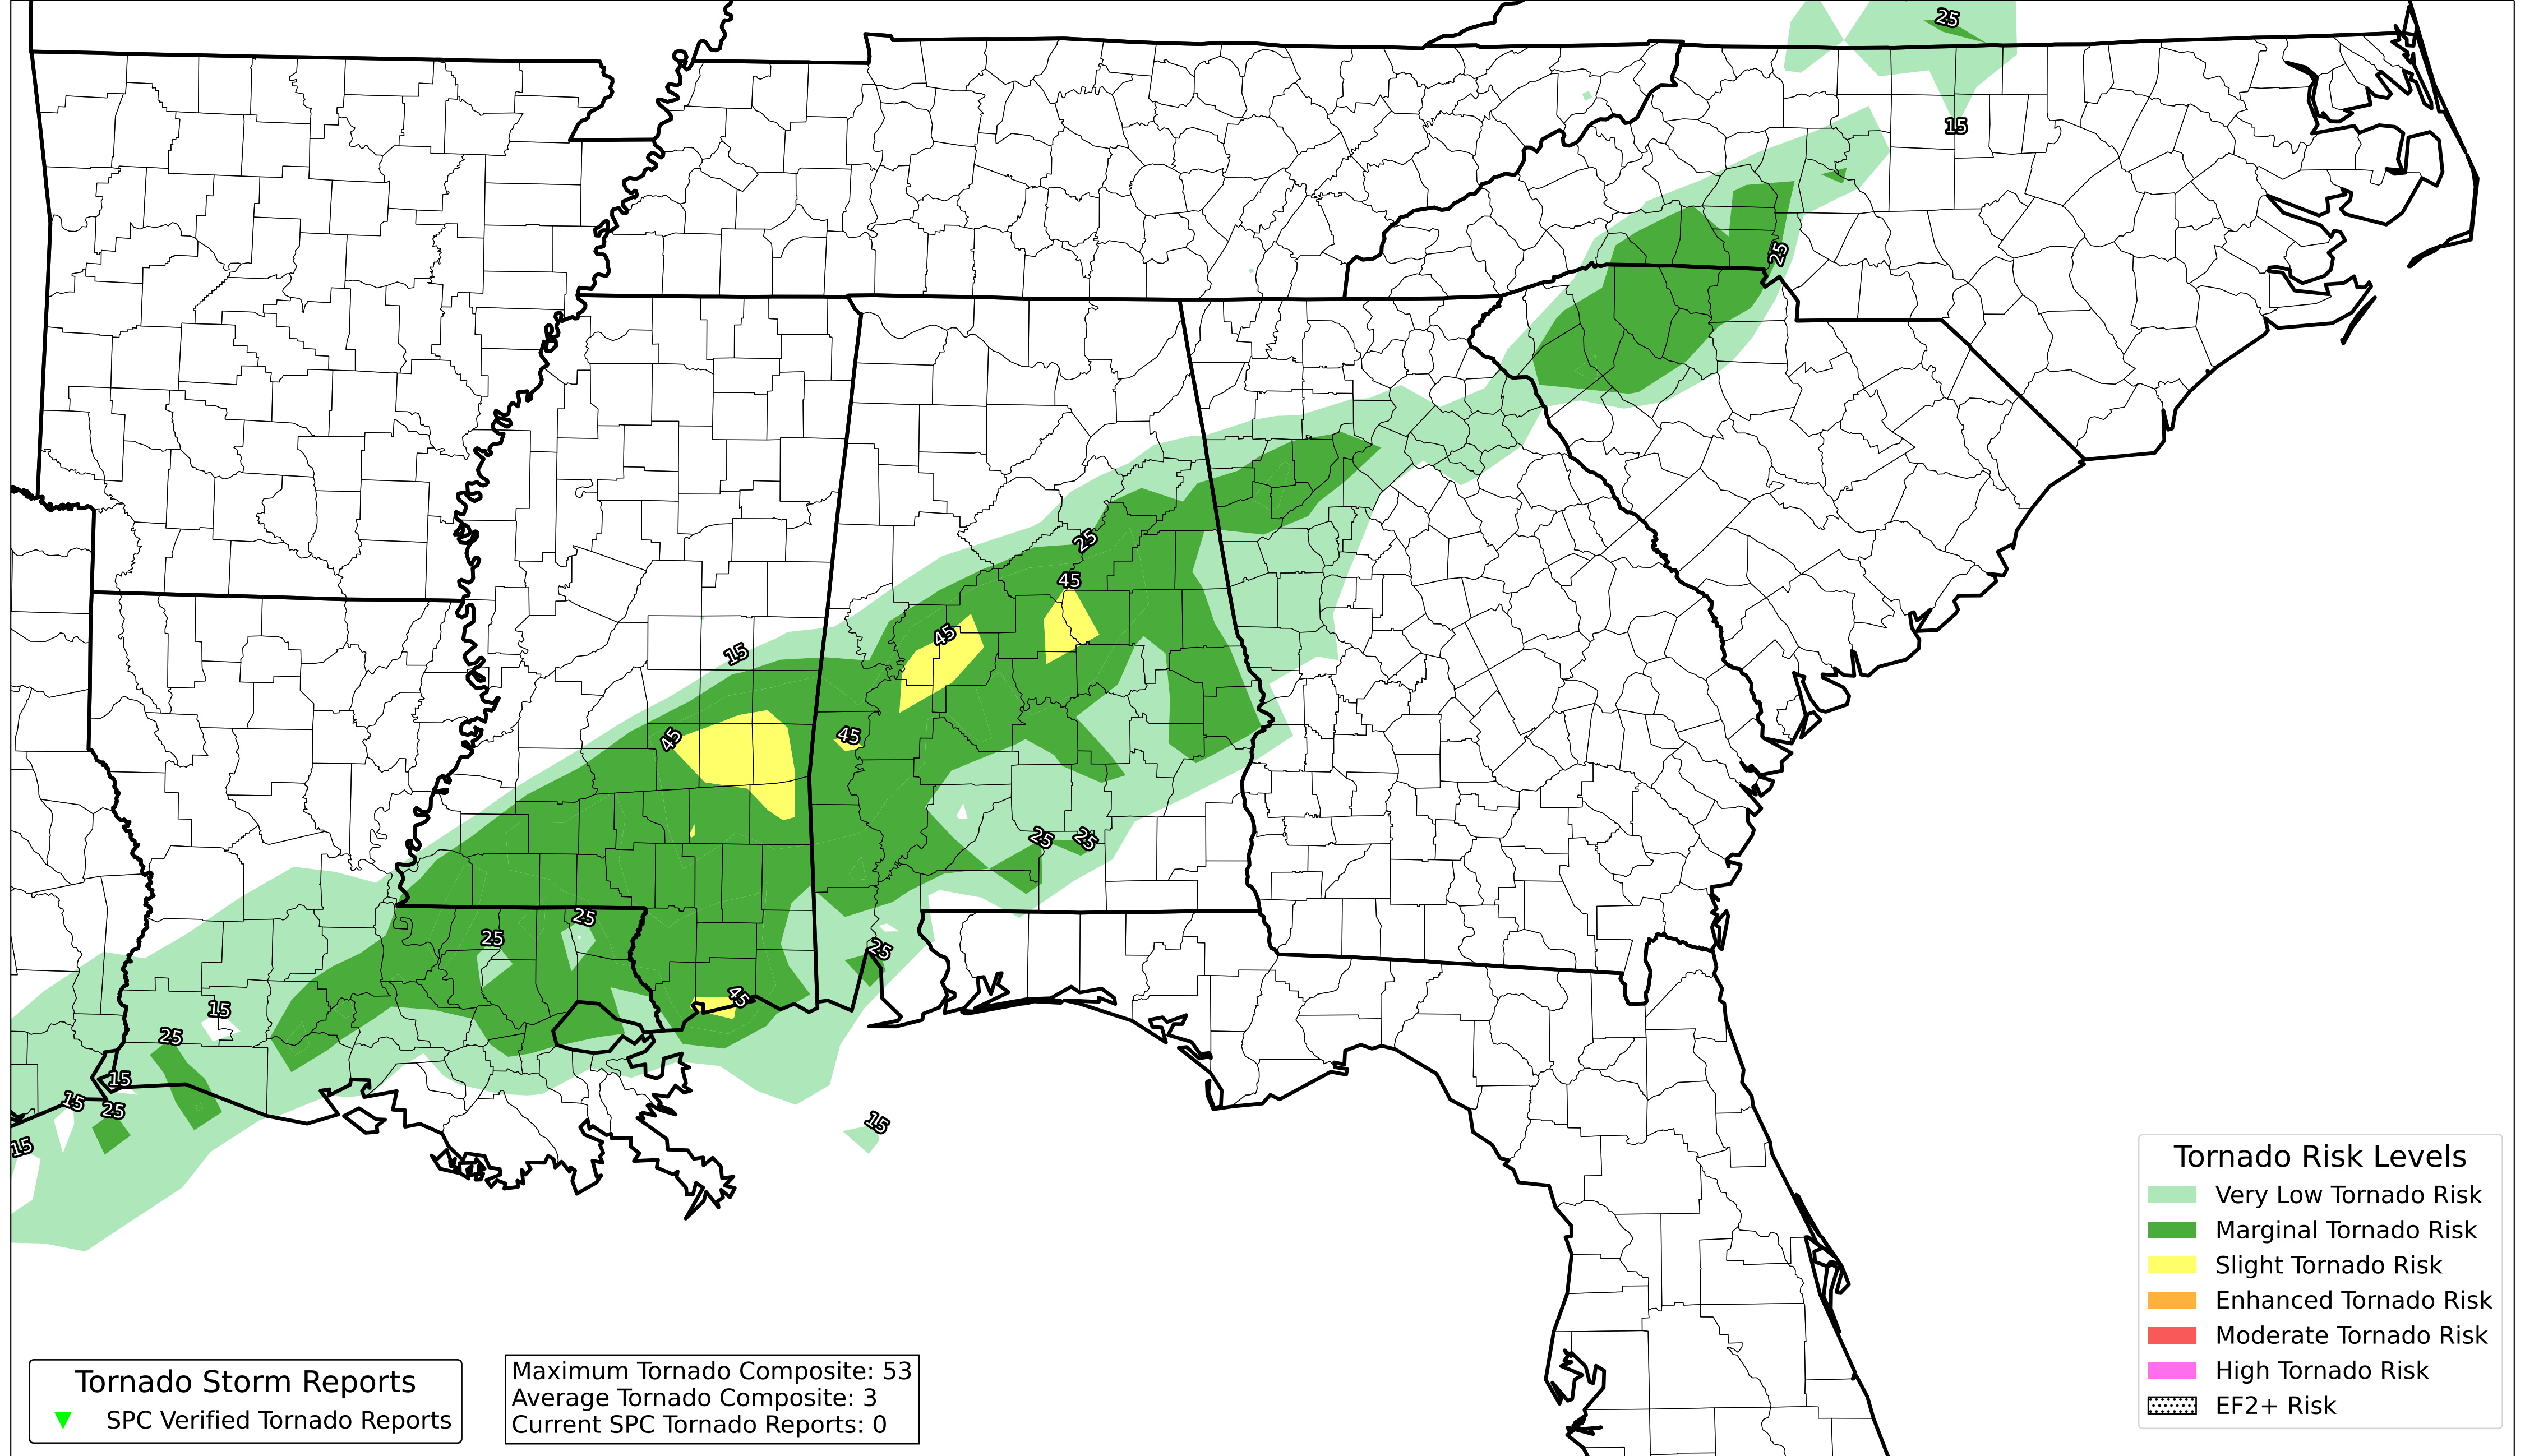 25
15
25
25
45
45
15
45
45
25
25
25
25
25
45
15
25
15
15
25
15
15
Tornado Risk Levels
Very Low Tornado Risk
Marginal Tornado Risk
Slight Tornado Risk
Enhanced Tornado Risk
Moderate Tornado Risk
High Tornado Risk
EF2+ Risk
Tornado Storm Reports
SPC Verified Tornado Reports
Maximum Tornado Composite: 53
Average Tornado Composite: 3
Current SPC Tornado Reports: 0